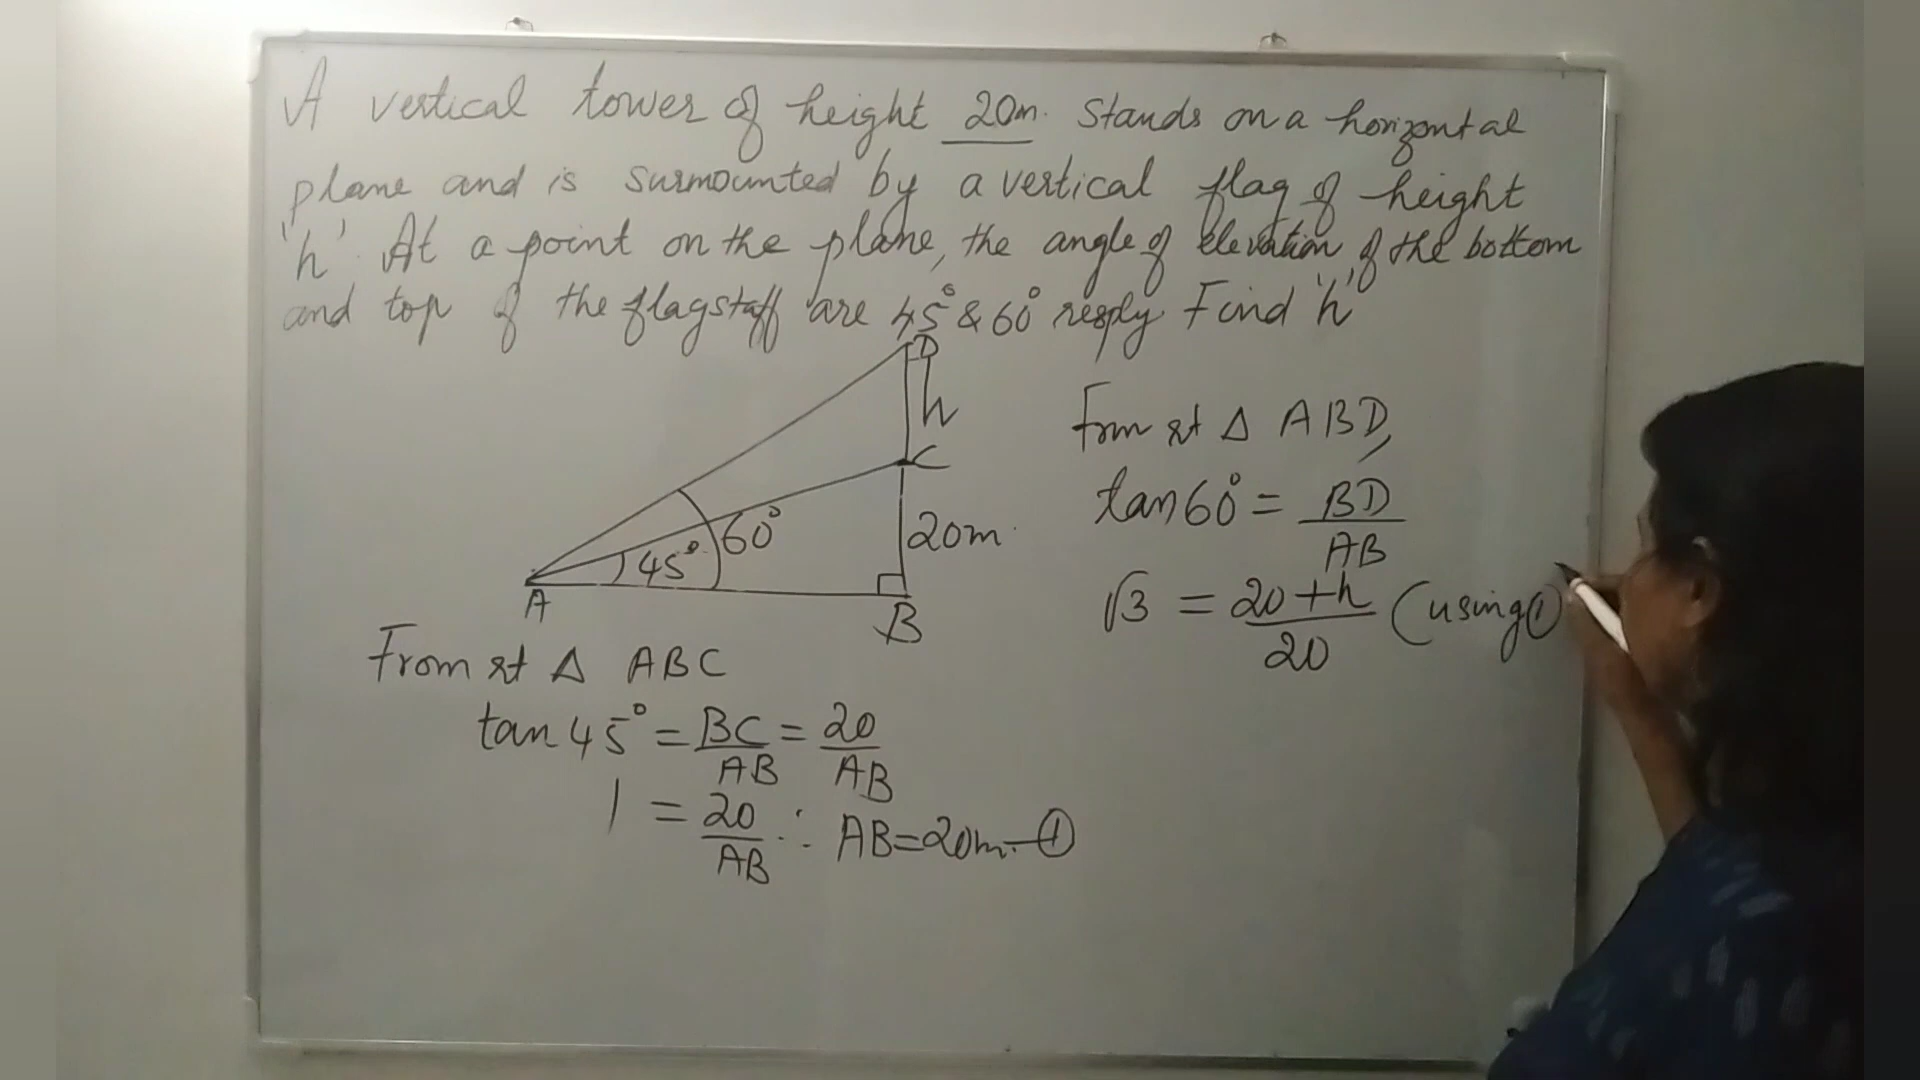 A vertical tower of height 20m. Stands on a horizontal
plane and is surmounted by a vertical flag of height
'h'. At a point on the plane, the angle of elevation of the bottom
and top of the flagstaff are 45° & 60° resply. Find 'h'
D
h
C
60°
20m.
45°
A
B
From rt Δ ABC
tan 45° = BC/AB = 20/AB
1 = 20/AB ∴ AB = 20m. — ①
From rt Δ ABD,
tan 60° = BD/AB
√3 = 20+h/20 (using ①